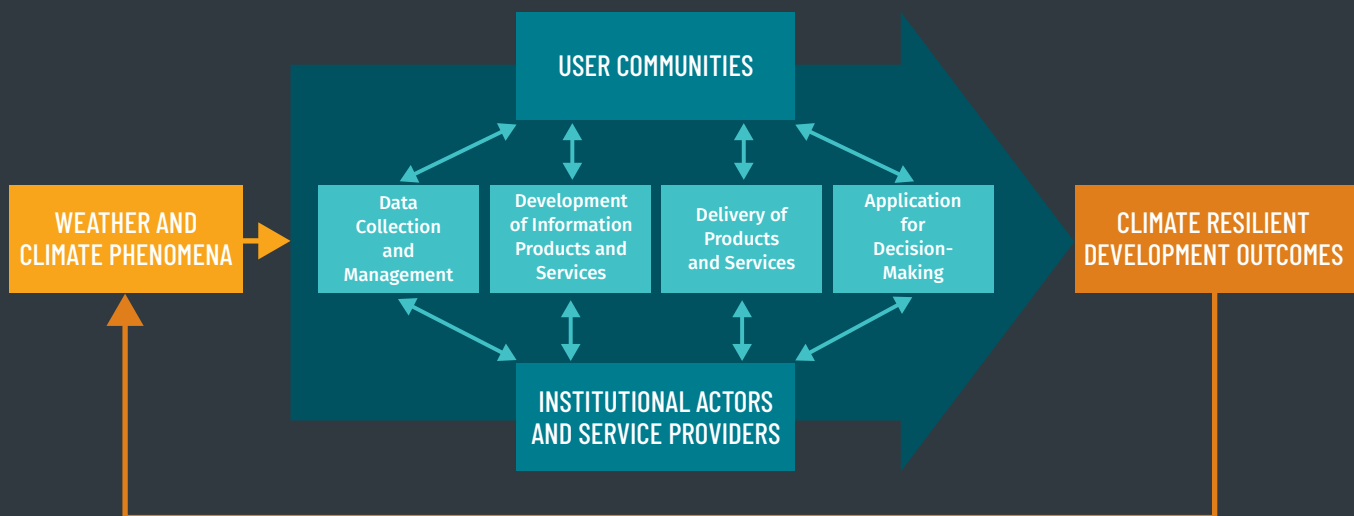 USER COMMUNITIES
WEATHER AND
CLIMATE PHENOMENA
Data
Collection
and
Management
Development
of Information
Products and
Services
Delivery of
Products
and Services
Application
for
Decision-
Making
CLIMATE RESILIENT
DEVELOPMENT OUTCOMES
INSTITUTIONAL ACTORS
AND SERVICE PROVIDERS